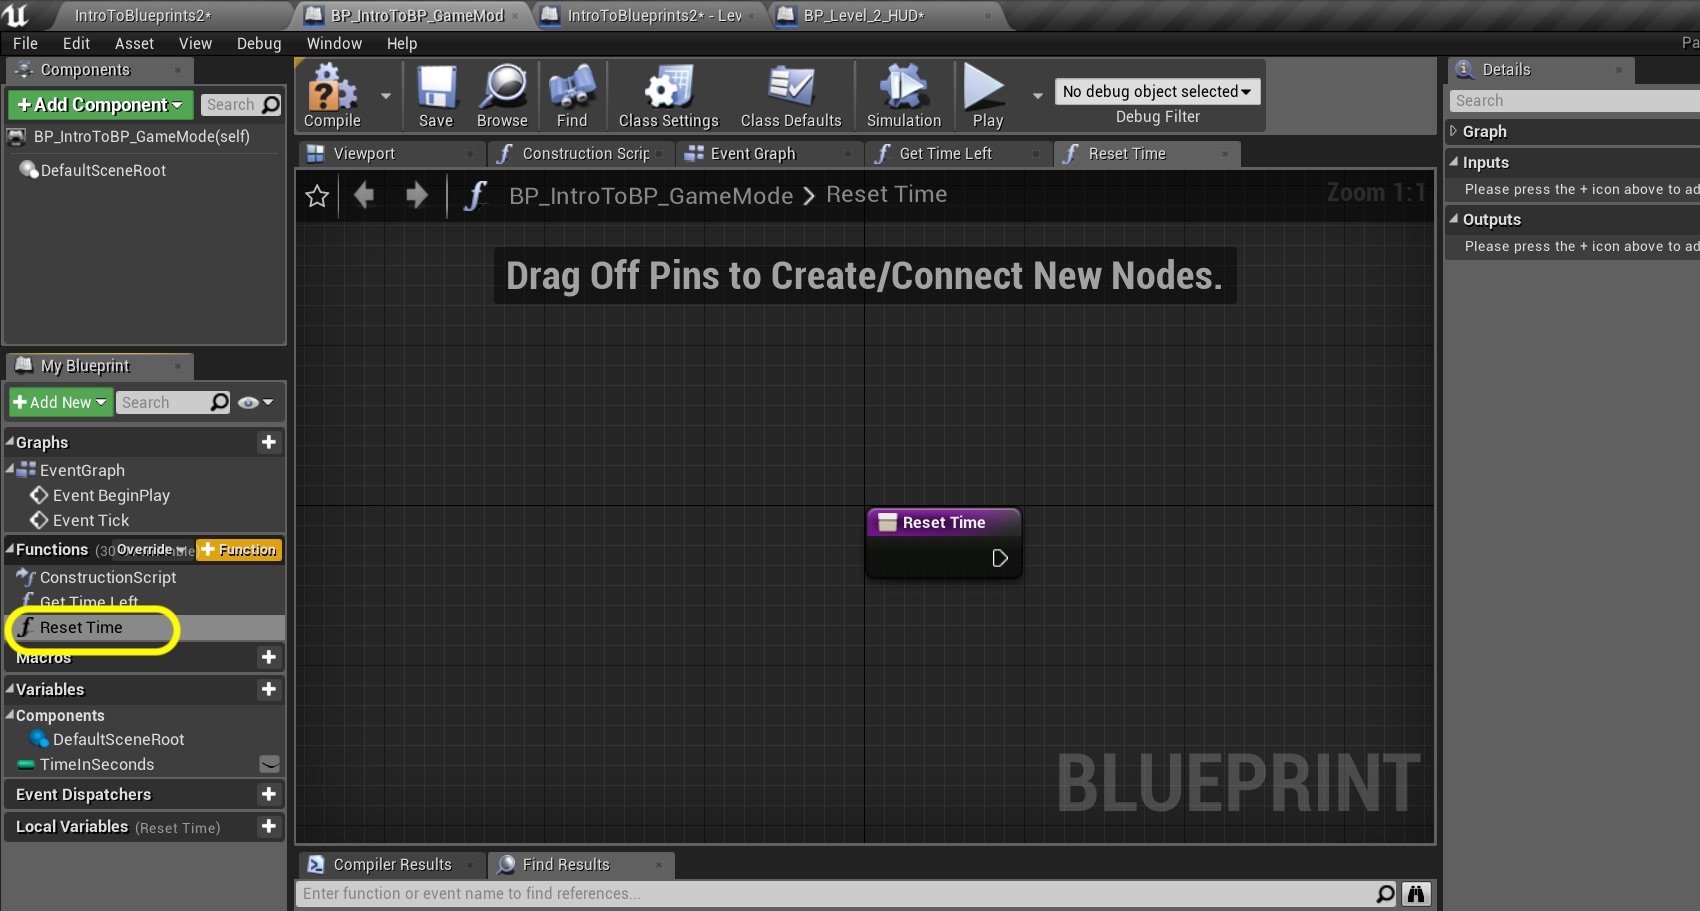 IntroToBlueprints2*
BP_IntroToBP_GameMod
IntroToBlueprints2* - Lev
BP_Level_2_HUD*
File Edit Asset View Debug Window Help
Pa
Components
+Add Component
Search
BP_IntroToBP_GameMode(self)
DefaultSceneRoot
Compile
Save
Browse
Find
Class Settings
Class Defaults
Simulation
Play
No debug object selected
Debug Filter
Viewport
Construction Scrip
Event Graph
Get Time Left
Reset Time
BP_IntroToBP_GameMode > Reset Time
Zoom 1:1
Drag Off Pins to Create/Connect New Nodes.
Reset Time
BLUEPRINT
My Blueprint
+Add New
Search
Graphs
EventGraph
Event BeginPlay
Event Tick
Functions (30 Override
+ Function
ConstructionScript
Get Time Left
Reset Time
Macros
Variables
Components
DefaultSceneRoot
TimeInSeconds
Event Dispatchers
Local Variables (Reset Time)
Compiler Results
Find Results
Enter function or event name to find references...
Details
Search
Graph
Inputs
Please press the + icon above to ad
Outputs
Please press the + icon above to ad